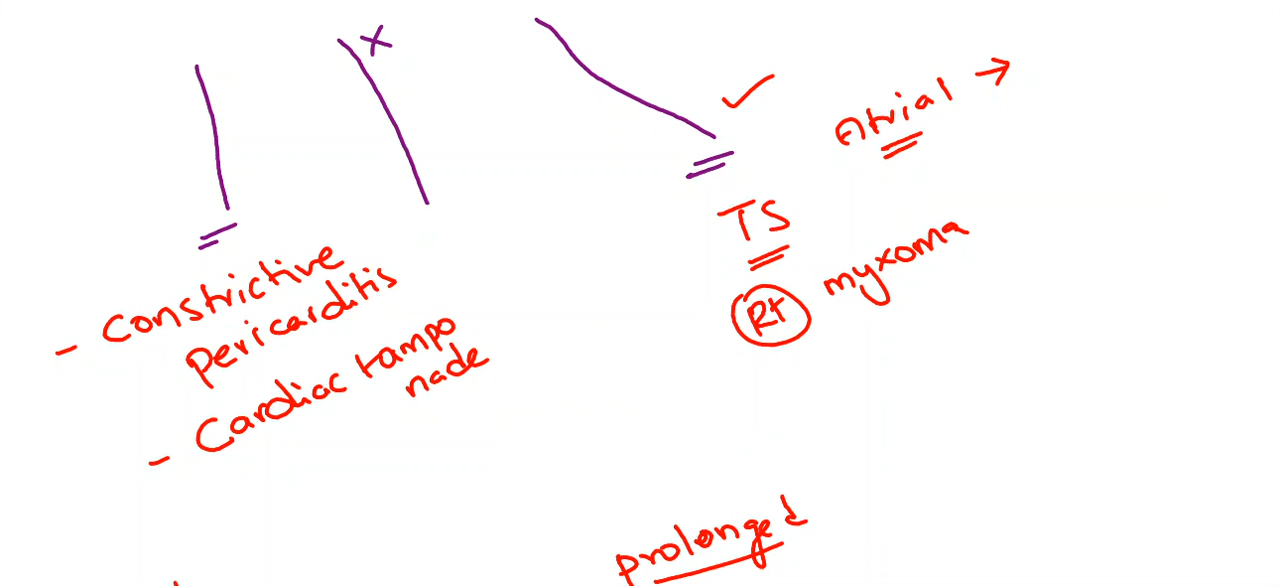 x
Atrial →
TS
Rt myxoma
- Constrictive
pericarditis
- Cardiac tampo
nade
prolonged